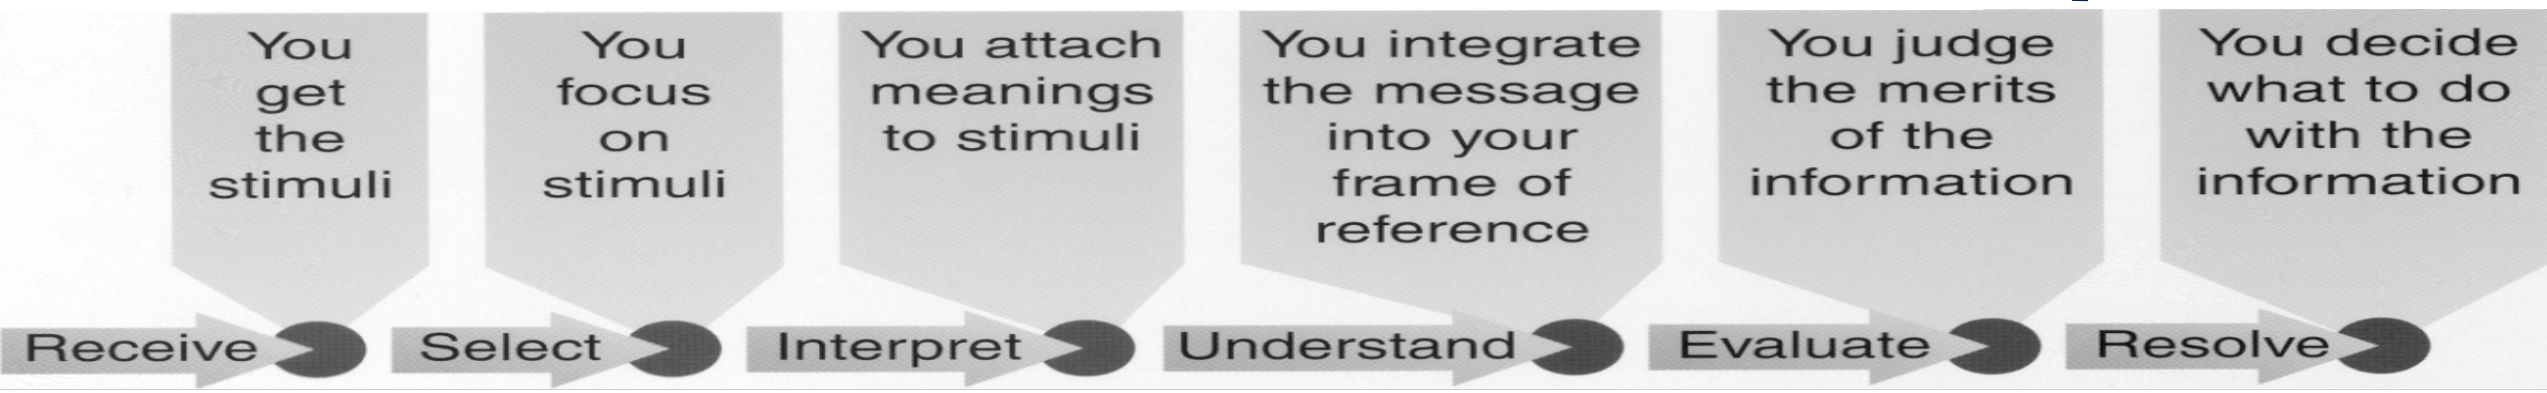 You
get
the
stimuli
You
focus
on
stimuli
You attach
meanings
to stimuli
You integrate
the message
into your
frame of
reference
You judge
the merits
of the
information
You decide
what to do
with the
information
Receive
Select
Interpret
Understand
Evaluate
Resolve